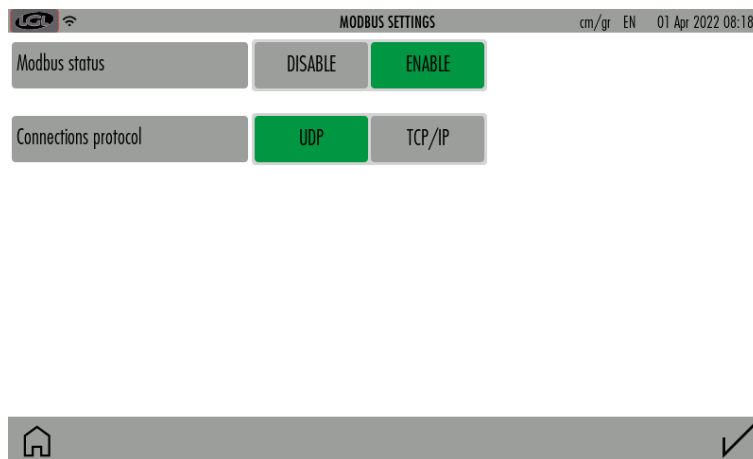 LGL MODBUS SETTINGS cm/gr EN 01 Apr 2022 08:18
Modbus status DISABLE ENABLE
Connections protocol UDP TCP/IP